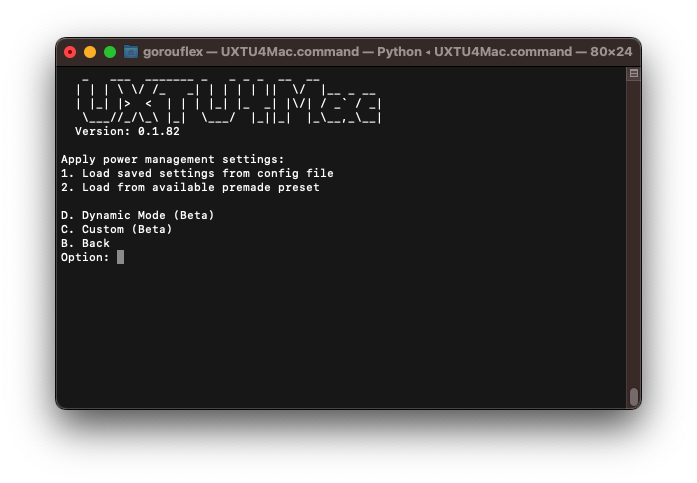 gorouflex — UXTU4Mac.command — Python ◂ UXTU4Mac.command — 80×24
UXTU4Mac
Version: 0.1.82
Apply power management settings:
1. Load saved settings from config file
2. Load from available premade preset
D. Dynamic Mode (Beta)
C. Custom (Beta)
B. Back
Option: